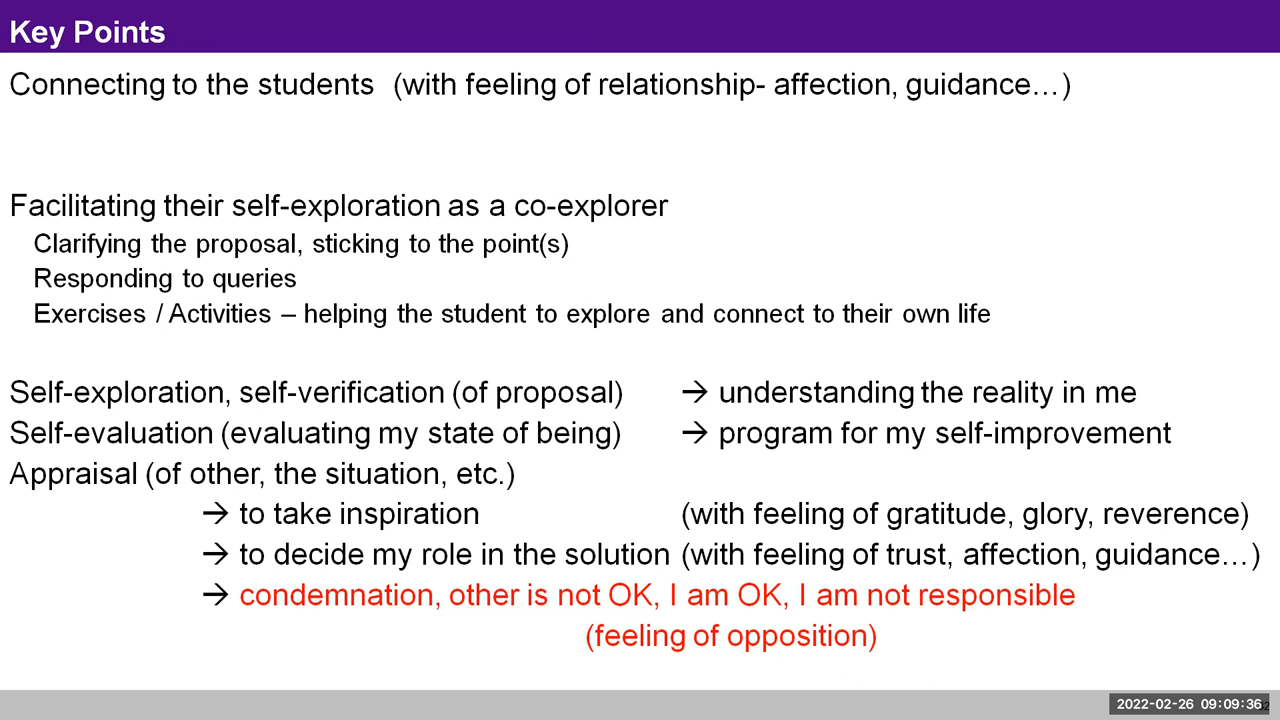 Key Points
Connecting to the students (with feeling of relationship- affection, guidance…)
Facilitating their self-exploration as a co-explorer
Clarifying the proposal, sticking to the point(s)
Responding to queries
Exercises / Activities – helping the student to explore and connect to their own life
Self-exploration, self-verification (of proposal) → understanding the reality in me
Self-evaluation (evaluating my state of being) → program for my self-improvement
Appraisal (of other, the situation, etc.)
→ to take inspiration (with feeling of gratitude, glory, reverence)
→ to decide my role in the solution (with feeling of trust, affection, guidance…)
→ condemnation, other is not OK, I am OK, I am not responsible
(feeling of opposition)
2022-02-26 09:09:36